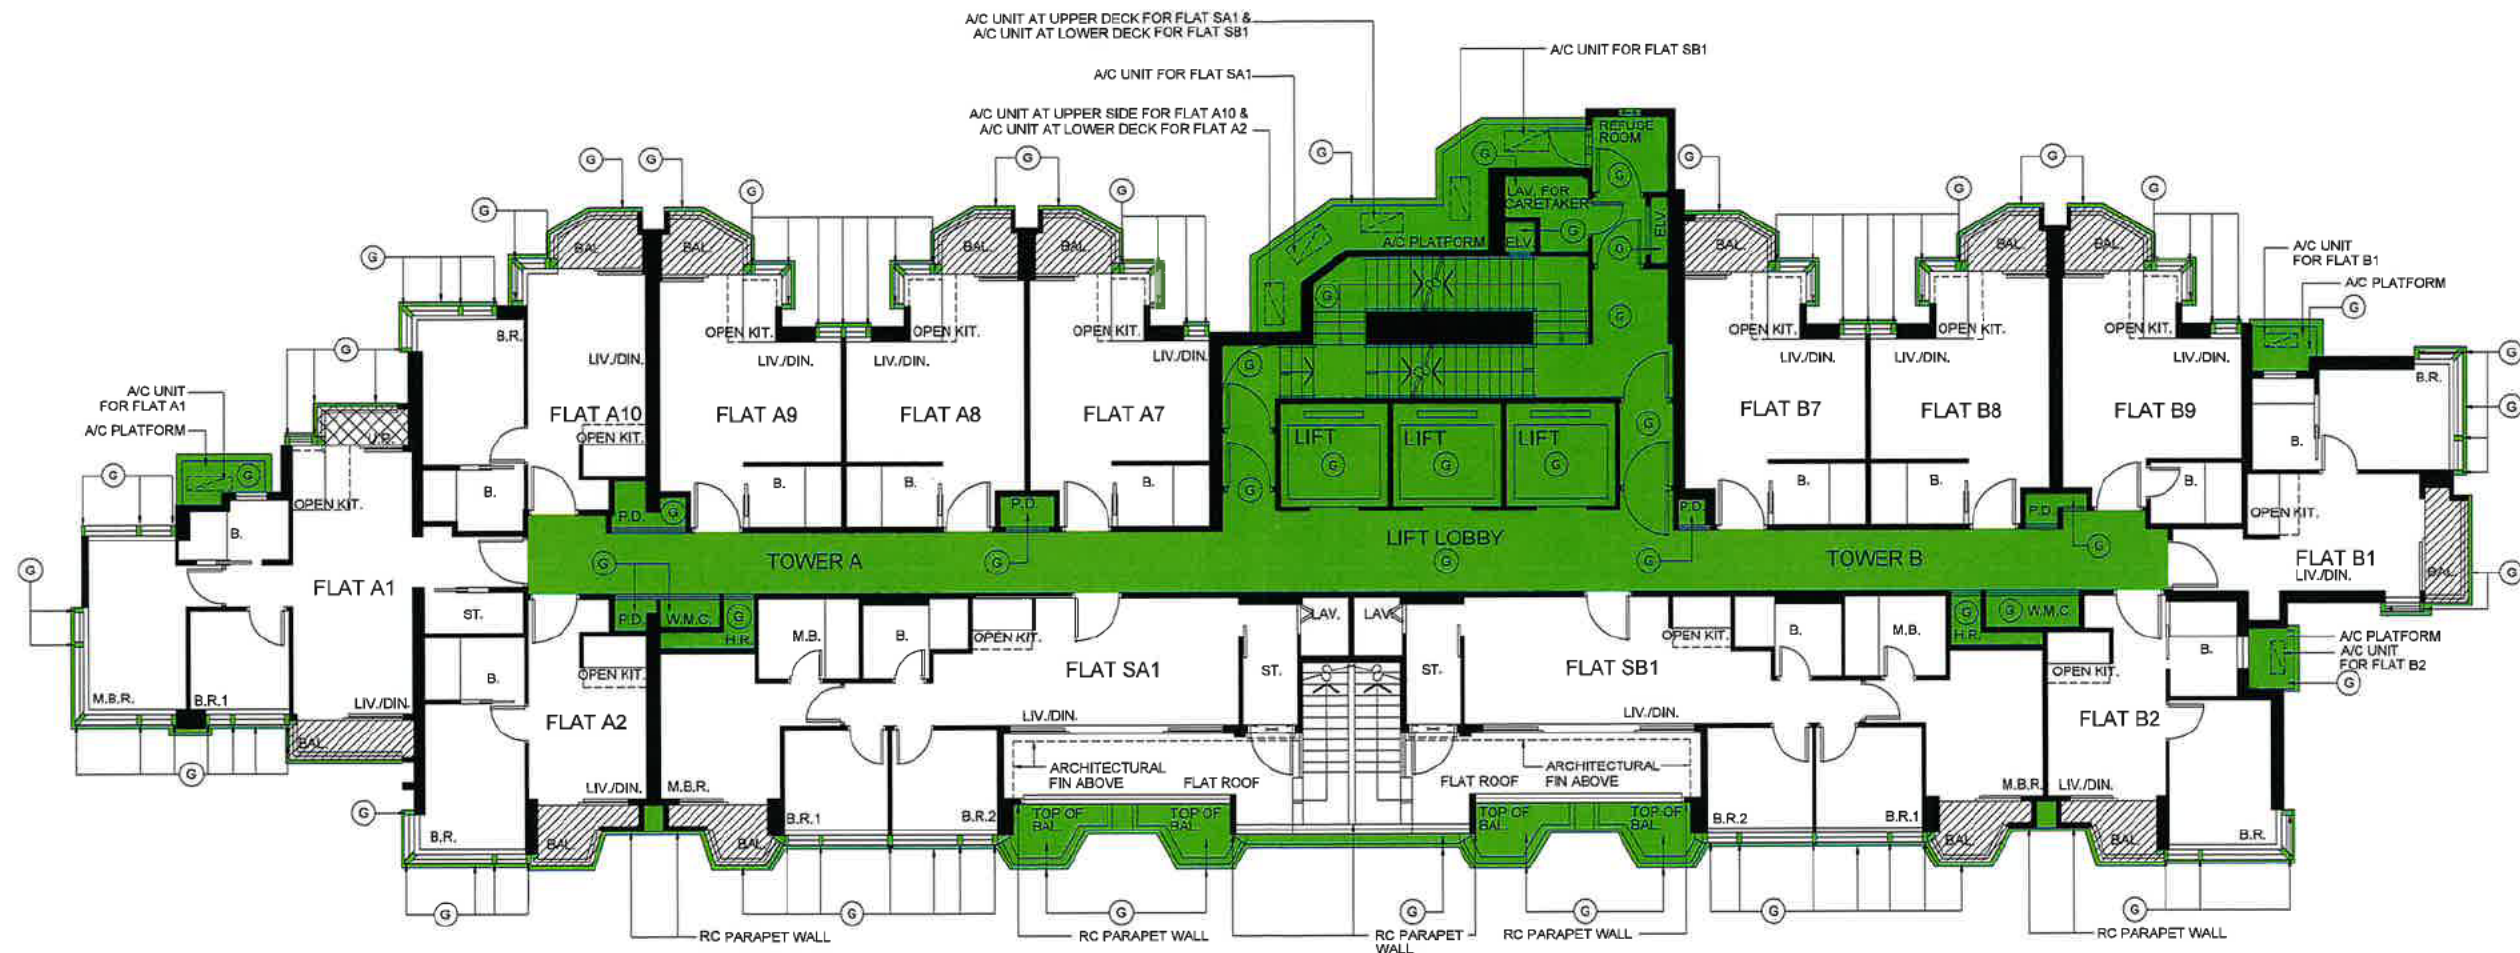 A/C UNIT AT UPPER DECK FOR FLAT SA1 &
A/C UNIT AT LOWER DECK FOR FLAT SB1
A/C UNIT FOR FLAT SB1
A/C UNIT FOR FLAT SA1
A/C UNIT AT UPPER SIDE FOR FLAT A10 &
A/C UNIT AT LOWER DECK FOR FLAT A2
REFUSE
ROOM
LAV. FOR
CARETAKER
ELV.
ELV.
A/C PLATFORM
G G G G G G G G G G G G
BAL. BAL. BAL. BAL. BAL. BAL. BAL.
A/C UNIT
FOR FLAT B1
A/C PLATFORM
G
B.R.
OPEN KIT. OPEN KIT. OPEN KIT. OPEN KIT. OPEN KIT. OPEN KIT.
LIV./DIN. LIV./DIN. LIV./DIN. LIV./DIN. LIV./DIN. LIV./DIN. LIV./DIN.
B.R.
A/C UNIT
FOR FLAT A1
A/C PLATFORM
FLAT A10 FLAT A9 FLAT A8 FLAT A7 FLAT B7 FLAT B8 FLAT B9
OPEN KIT.
U.P.
LIFT LIFT LIFT
G G G
B. B. B. B. B. B. B. B.
OPEN KIT.
OPEN KIT.
P.D. G P.D. P.D. P.D.
B.
TOWER A
LIFT LOBBY
TOWER B
G G G G G
FLAT A1
LIV./DIN.
FLAT B1
LIV./DIN.
BAL.
ST.
P.D. W.M.C. G
H.R.
M.B. B. OPEN KIT. LAV. LAV. OPEN KIT. B. M.B.
G W.M.C.
H.R.
A/C PLATFORM
A/C UNIT
FOR FLAT B2
G
B. OPEN KIT.
FLAT SA1 ST. ST. FLAT SB1
OPEN KIT. B.
M.B.R. B.R.1 LIV./DIN.
BAL.
FLAT A2
LIV./DIN.
LIV./DIN.
LIV./DIN.
FLAT B2
LIV./DIN.
M.B.R.
ARCHITECTURAL
FIN ABOVE
FLAT ROOF
FLAT ROOF
ARCHITECTURAL
FIN ABOVE
M.B.R.
B.R. BAL. BAL. B.R.1 B.R.2
TOP OF
BAL.
TOP OF
BAL.
TOP OF
BAL.
TOP OF
BAL.
B.R.2 B.R.1 BAL. BAL. B.R.
G G G G G G G
RC PARAPET WALL
RC PARAPET WALL
RC PARAPET
WALL
RC PARAPET WALL
RC PARAPET WALL